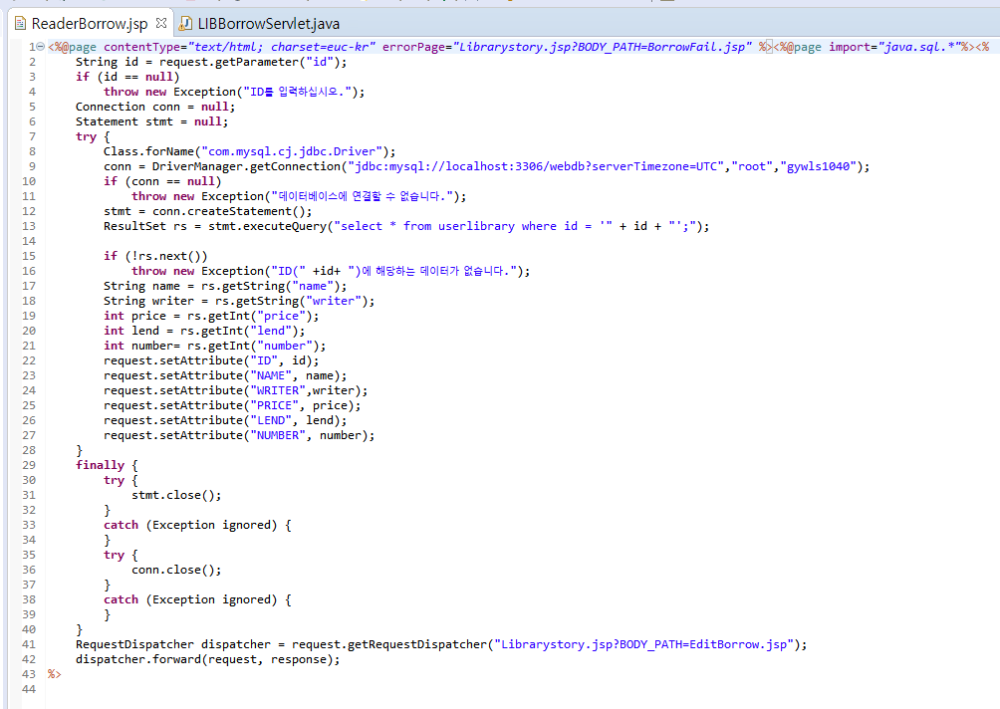 ReaderBorrow.jsp LIBBorrowServlet.java
1 <%@page contentType="text/html; charset=euc-kr" errorPage="Librarystory.jsp?BODY_PATH=BorrowFail.jsp" %><%@page import="java.sql.*"%><%
2 String id = request.getParameter("id");
3 if (id == null)
4 throw new Exception("ID를 입력하십시오.");
5 Connection conn = null;
6 Statement stmt = null;
7 try {
8 Class.forName("com.mysql.cj.jdbc.Driver");
9 conn = DriverManager.getConnection("jdbc:mysql://localhost:3306/webdb?serverTimezone=UTC","root","gywls1040");
10 if (conn == null)
11 throw new Exception("데이터베이스에 연결할 수 없습니다.");
12 stmt = conn.createStatement();
13 ResultSet rs = stmt.executeQuery("select * from userlibrary where id = '" + id + "';");
14
15 if (!rs.next())
16 throw new Exception("ID(" +id+ ")에 해당하는 데이터가 없습니다.");
17 String name = rs.getString("name");
18 String writer = rs.getString("writer");
19 int price = rs.getInt("price");
20 int lend = rs.getInt("lend");
21 int number= rs.getInt("number");
22 request.setAttribute("ID", id);
23 request.setAttribute("NAME", name);
24 request.setAttribute("WRITER",writer);
25 request.setAttribute("PRICE", price);
26 request.setAttribute("LEND", lend);
27 request.setAttribute("NUMBER", number);
28 }
29 finally {
30 try {
31 stmt.close();
32 }
33 catch (Exception ignored) {
34 }
35 try {
36 conn.close();
37 }
38 catch (Exception ignored) {
39 }
40 }
41 RequestDispatcher dispatcher = request.getRequestDispatcher("Librarystory.jsp?BODY_PATH=EditBorrow.jsp");
42 dispatcher.forward(request, response);
43 %>
44